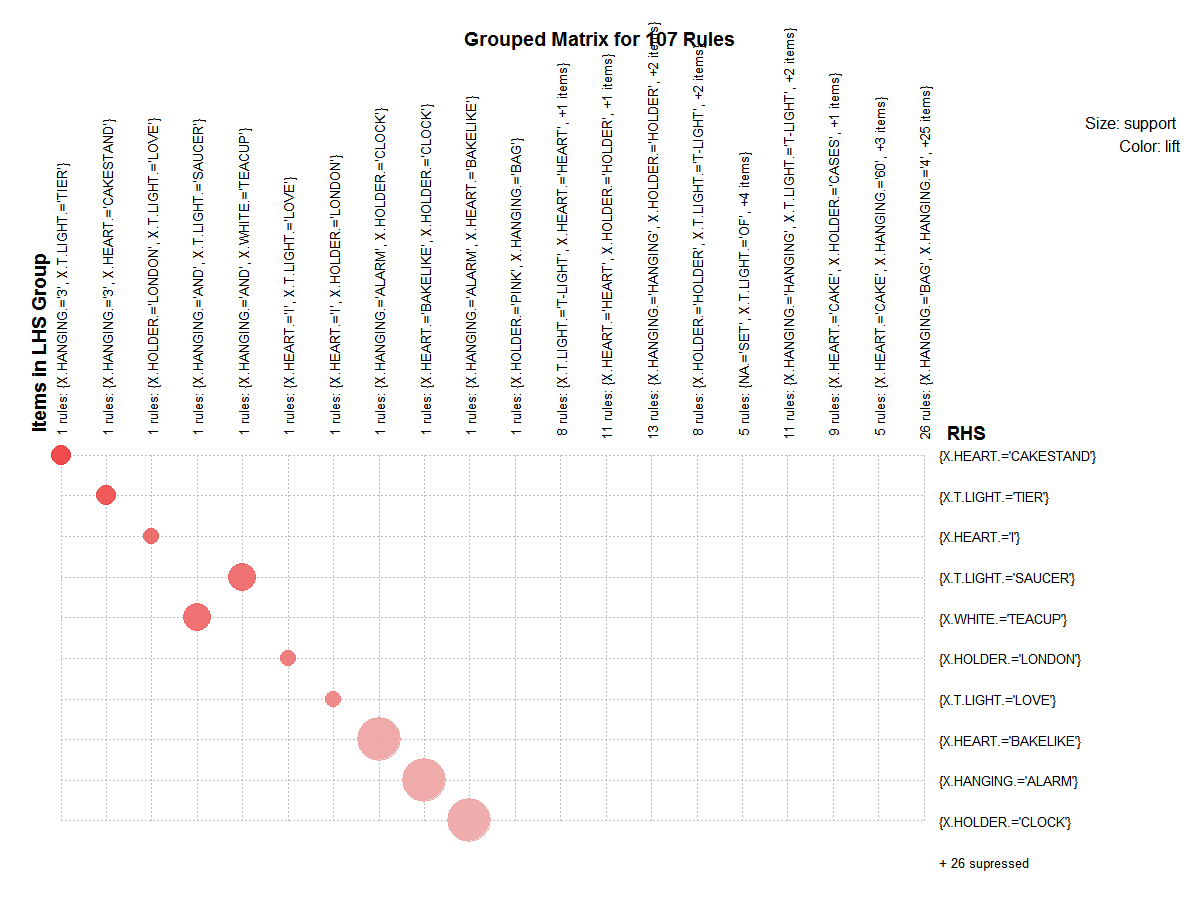 Grouped Matrix for 107 Rules
Size: support
Color: lift
Items in LHS Group
1 rules: {X.HANGING.='3', X.T.LIGHT.='TIER'}
1 rules: {X.HANGING.='3', X.HEART.='CAKESTAND'}
1 rules: {X.HOLDER.='LONDON', X.T.LIGHT.='LOVE'}
1 rules: {X.HANGING.='AND', X.T.LIGHT.='SAUCER'}
1 rules: {X.HANGING.='AND', X.WHITE.='TEACUP'}
1 rules: {X.HEART.='I', X.T.LIGHT.='LOVE'}
1 rules: {X.HEART.='I', X.HOLDER.='LONDON'}
1 rules: {X.HANGING.='ALARM', X.HOLDER.='CLOCK'}
1 rules: {X.HEART.='BAKELIKE', X.HOLDER.='CLOCK'}
1 rules: {X.HANGING.='ALARM', X.HEART.='BAKELIKE'}
1 rules: {X.HOLDER.='PINK', X.HANGING.='BAG'}
8 rules: {X.T.LIGHT.='T-LIGHT', X.HEART.='HEART', +1 items}
11 rules: {X.HEART.='HEART', X.HOLDER.='HOLDER', +1 items}
13 rules: {X.HANGING.='HANGING', X.HOLDER.='HOLDER', +2 items}
8 rules: {X.HOLDER.='HOLDER', X.T.LIGHT.='T-LIGHT', +2 items}
5 rules: {NA.='SET', X.T.LIGHT.='OF', +4 items}
11 rules: {X.HANGING.='HANGING', X.T.LIGHT.='T-LIGHT', +2 items}
9 rules: {X.HEART.='CAKE', X.HOLDER.='CASES', +1 items}
5 rules: {X.HEART.='CAKE', X.HANGING.='60', +3 items}
26 rules: {X.HANGING.='BAG', X.HANGING.='4', +25 items}
RHS
{X.HEART.='CAKESTAND'}
{X.T.LIGHT.='TIER'}
{X.HEART.='I'}
{X.T.LIGHT.='SAUCER'}
{X.WHITE.='TEACUP'}
{X.HOLDER.='LONDON'}
{X.T.LIGHT.='LOVE'}
{X.HEART.='BAKELIKE'}
{X.HANGING.='ALARM'}
{X.HOLDER.='CLOCK'}
+ 26 supressed